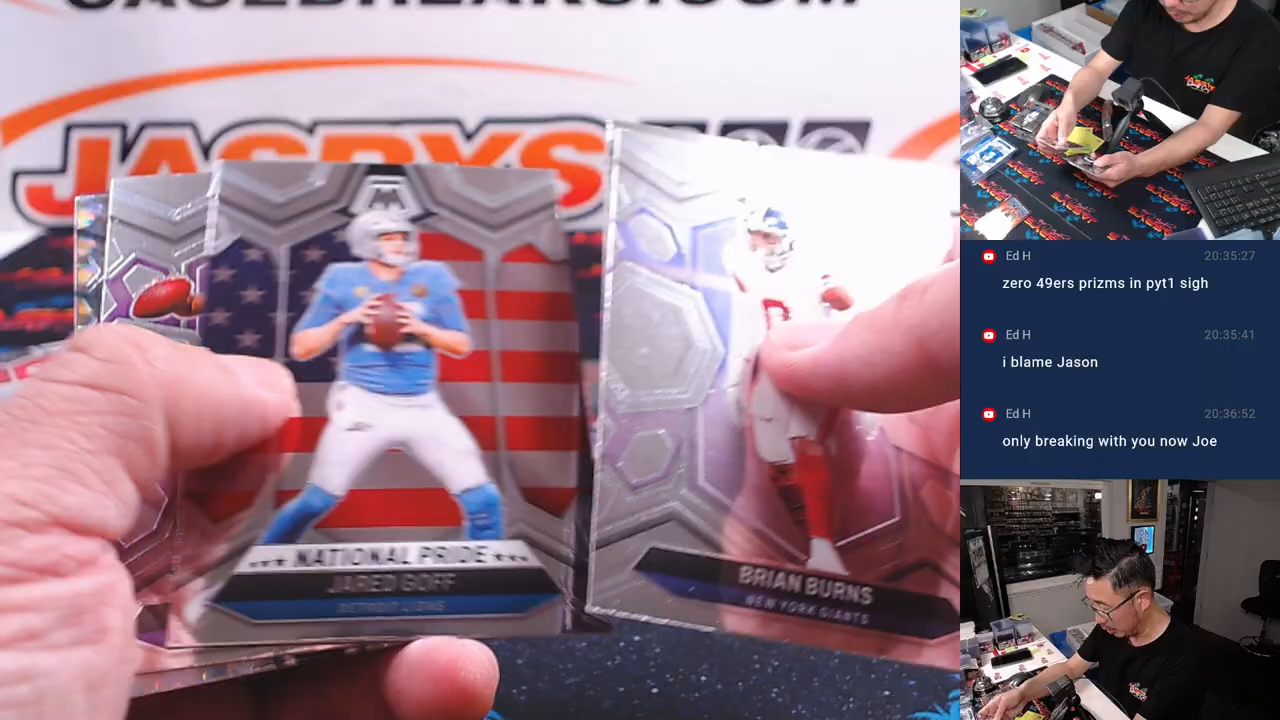 CASEBREAKS.COM
JASPYS
NATIONAL PRIDE
JARED GOFF
DETROIT LIONS
BRIAN BURNS
NEW YORK GIANTS
Ed H 20:35:27
zero 49ers prizms in pyt1 sigh
Ed H 20:35:41
i blame Jason
Ed H 20:36:52
only breaking with you now Joe